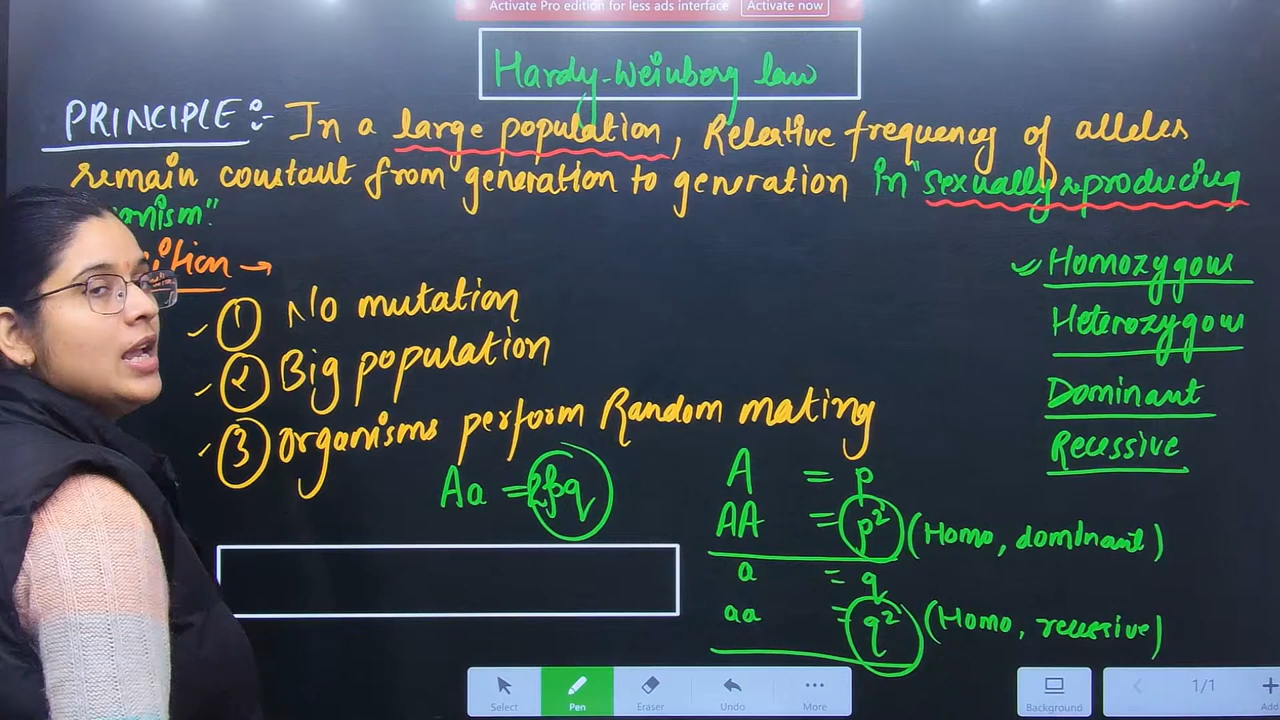 Activate Pro edition for less ads interface Activate now
Hardy-Weinberg law
PRINCIPLE:- In a large population, Relative frequency of alleles
remain constant from generation to generation in "sexually reproducing
① No mutation
② Big population
③ organisms perform Random mating
Homozygous
Heterozygous
Dominant
Recessive
Aa = 2pq
A = p
AA = p² (Homo, dominant)
a = q
aa = q² (Homo, recessive)
Select Pen Eraser Undo More
Background 1/1 Add